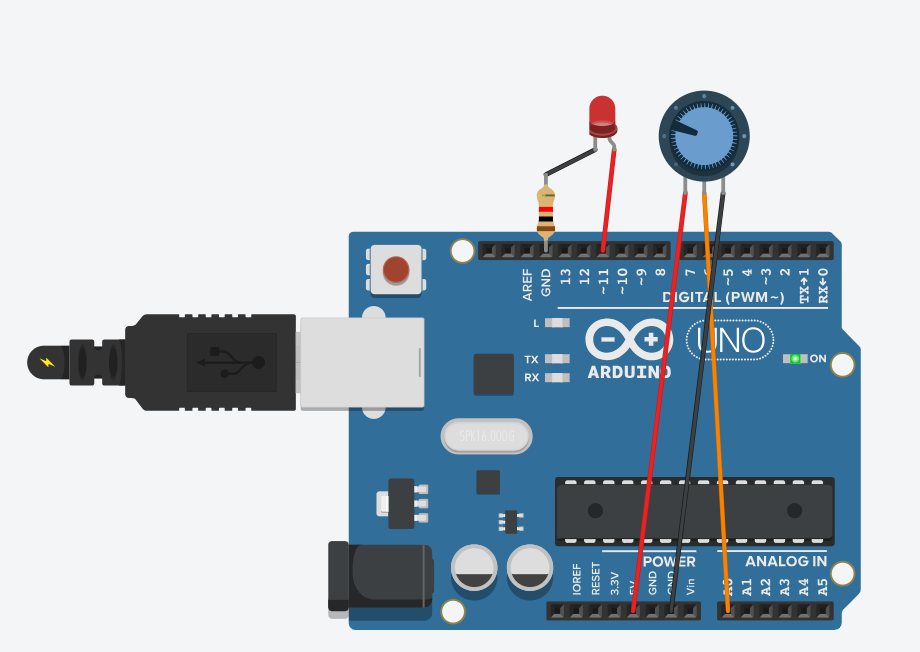 AREF
GND
13
12
~11
~10
~9
8
7
6
~5
4
~3
2
TX→1
RX←0
DIGITAL (PWM~)
L
TX
RX
ARDUINO
UNO
ON
SPK16.000G
POWER
ANALOG IN
IOREF
RESET
3.3V
5V
GND
GND
Vin
A0
A1
A2
A3
A4
A5